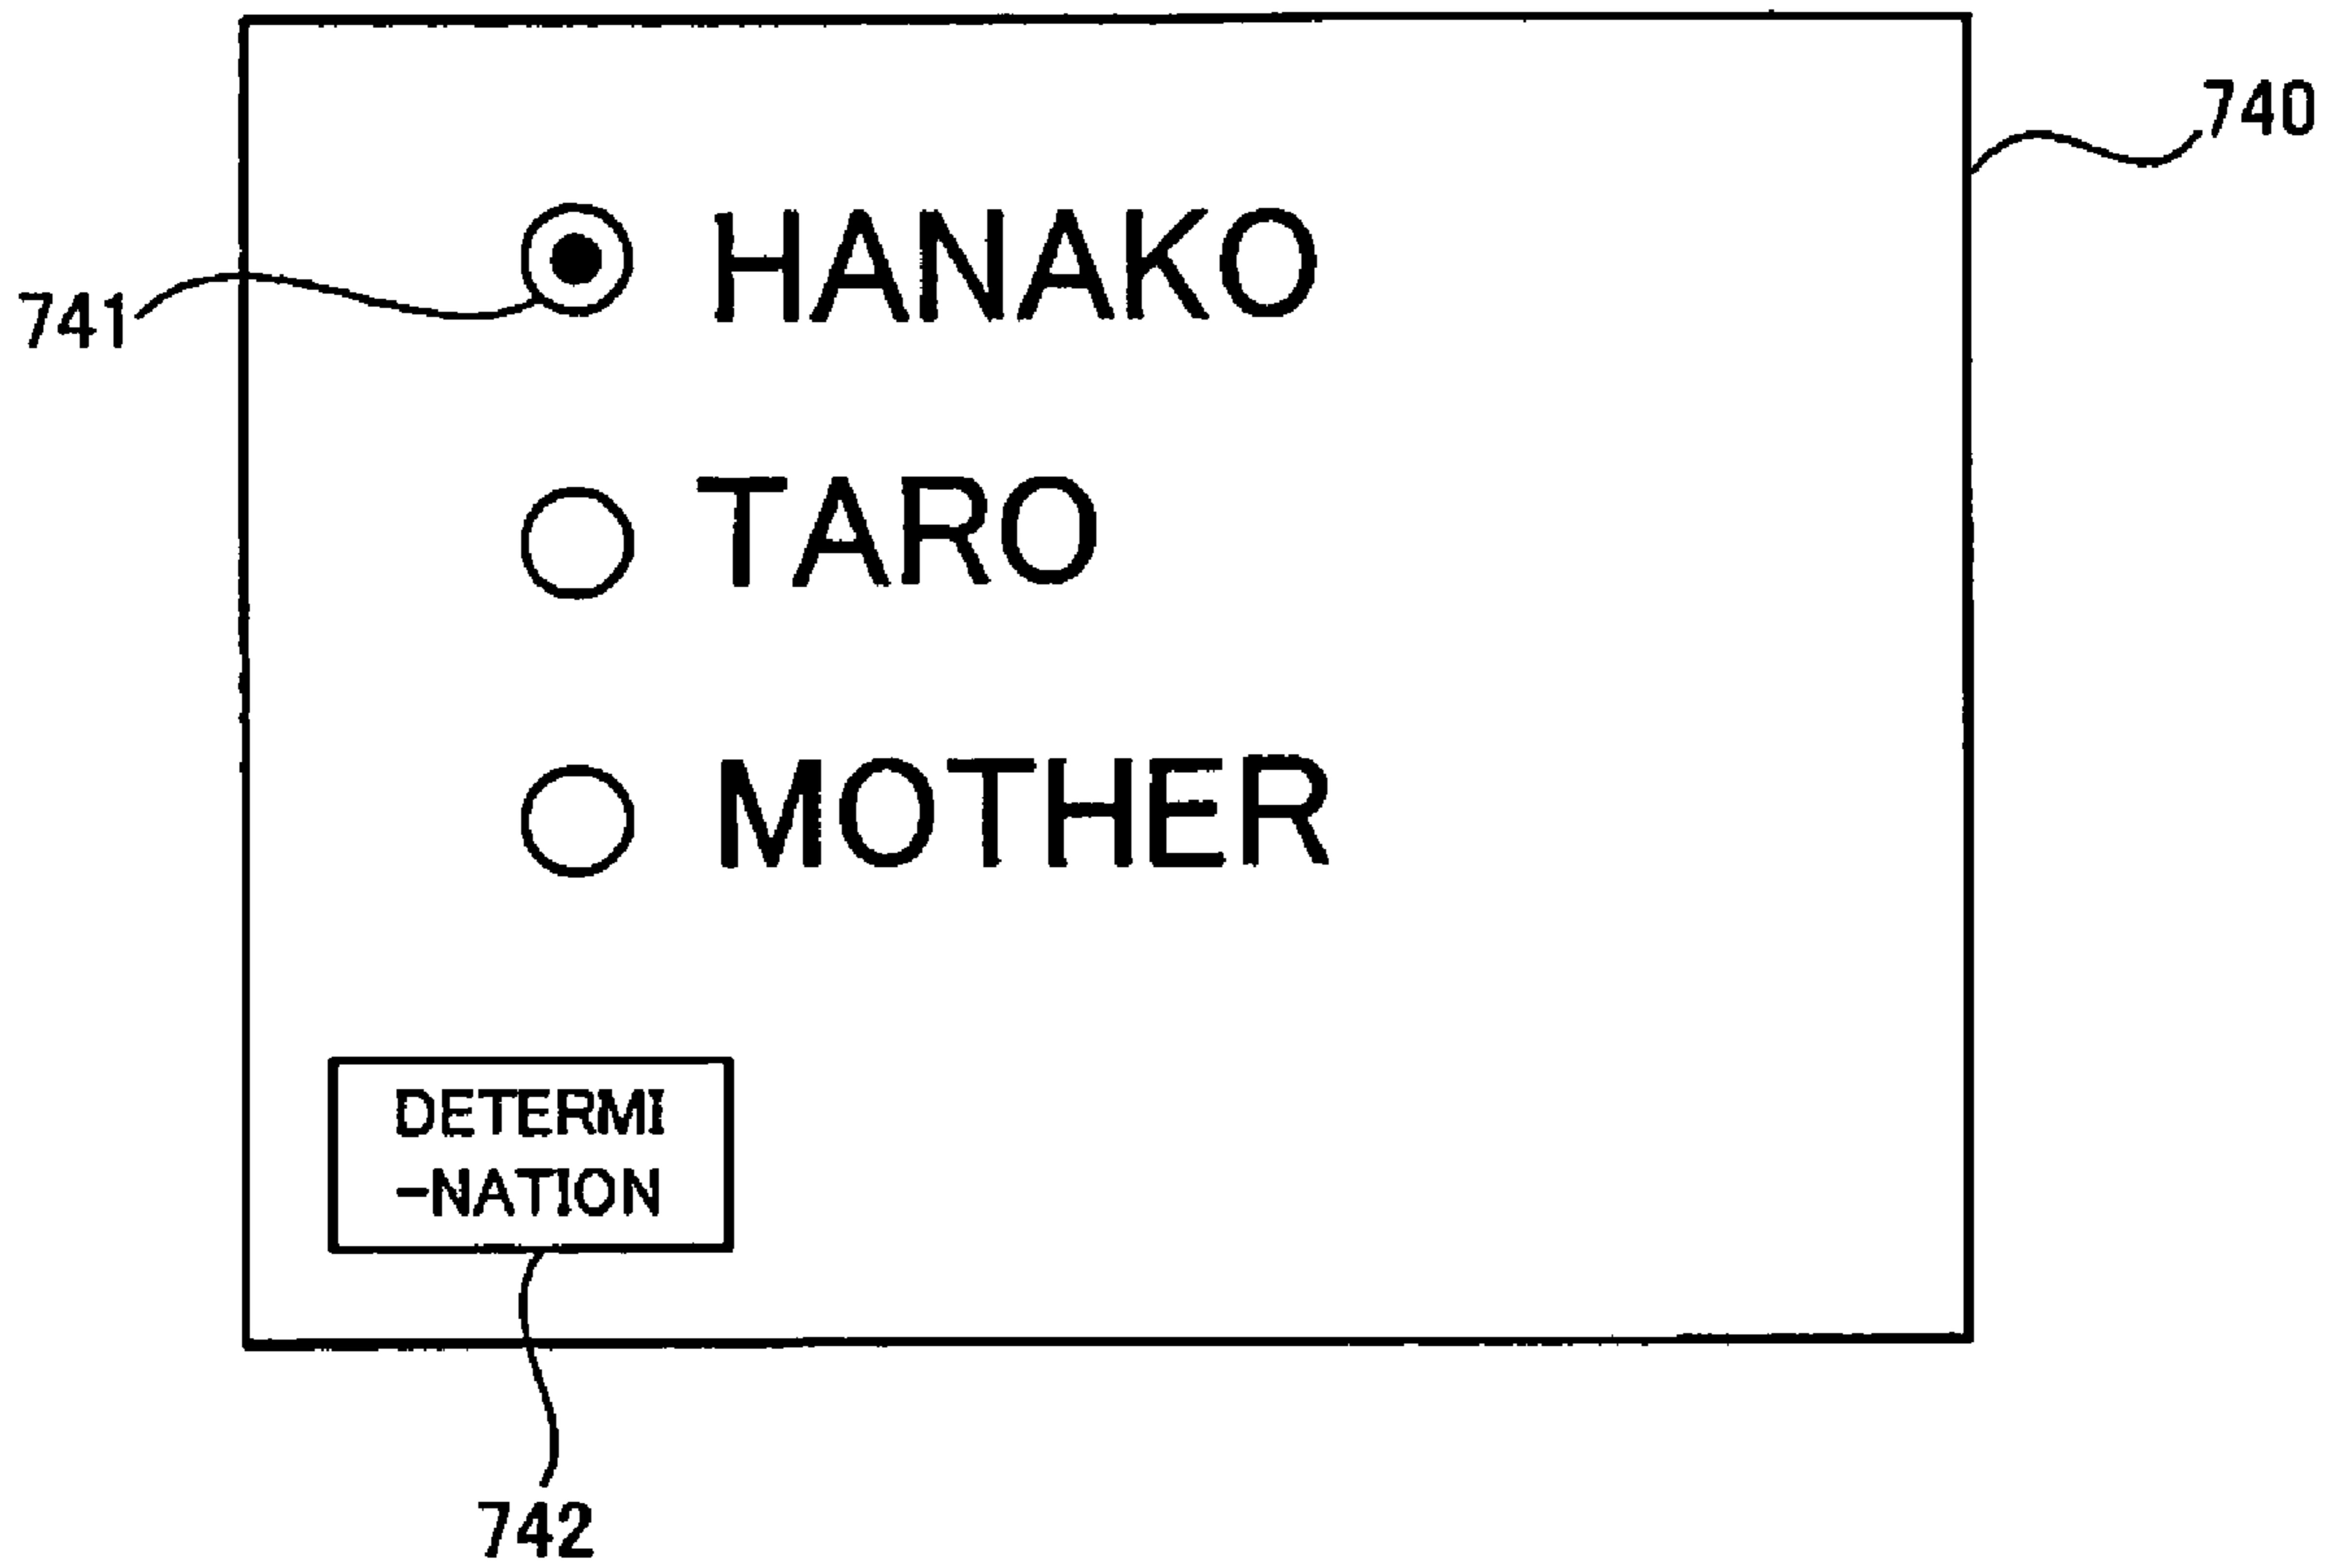 740
HANAKO
741
TARO
MOTHER
DETERMI
-NATION
742